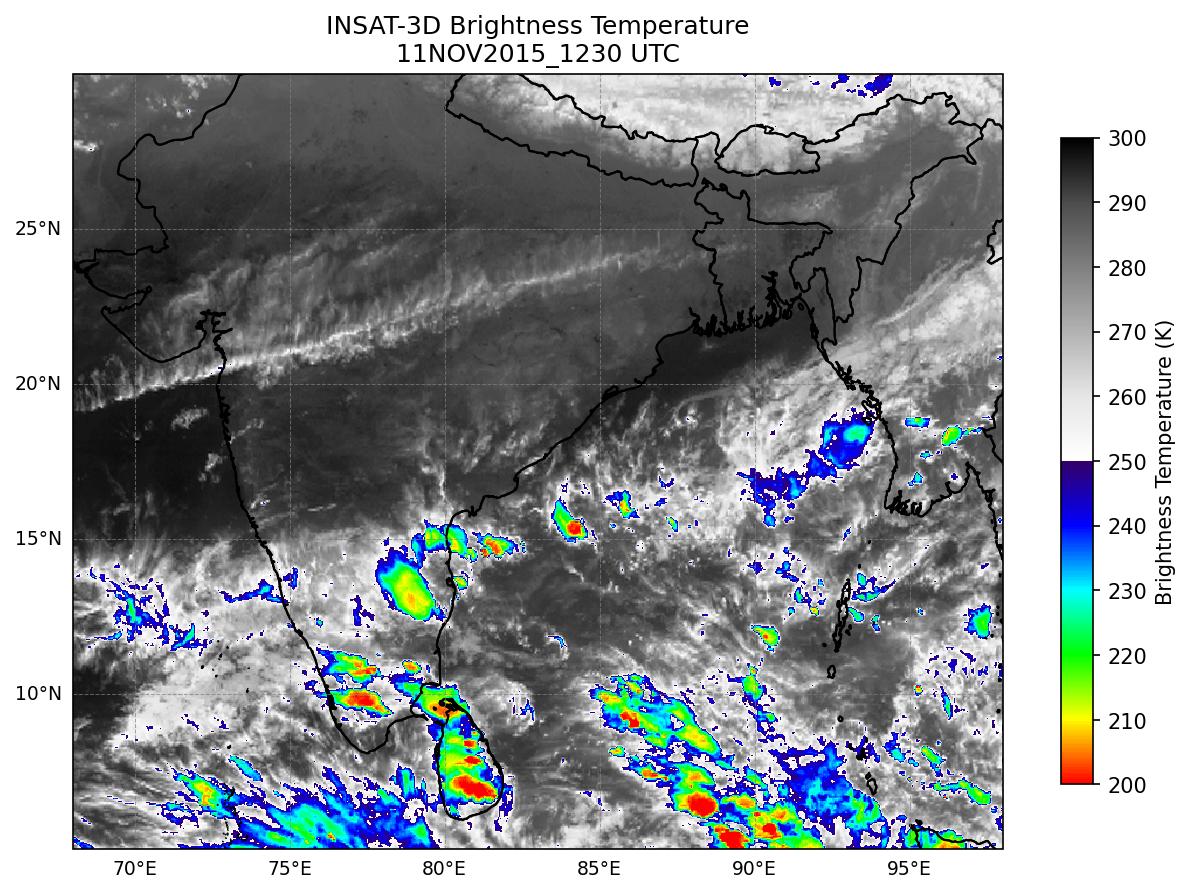 INSAT-3D Brightness Temperature
11NOV2015_1230 UTC
25°N
20°N
15°N
10°N
70°E
75°E
80°E
85°E
90°E
95°E
300
290
280
270
260
250
240
230
220
210
200
Brightness Temperature (K)